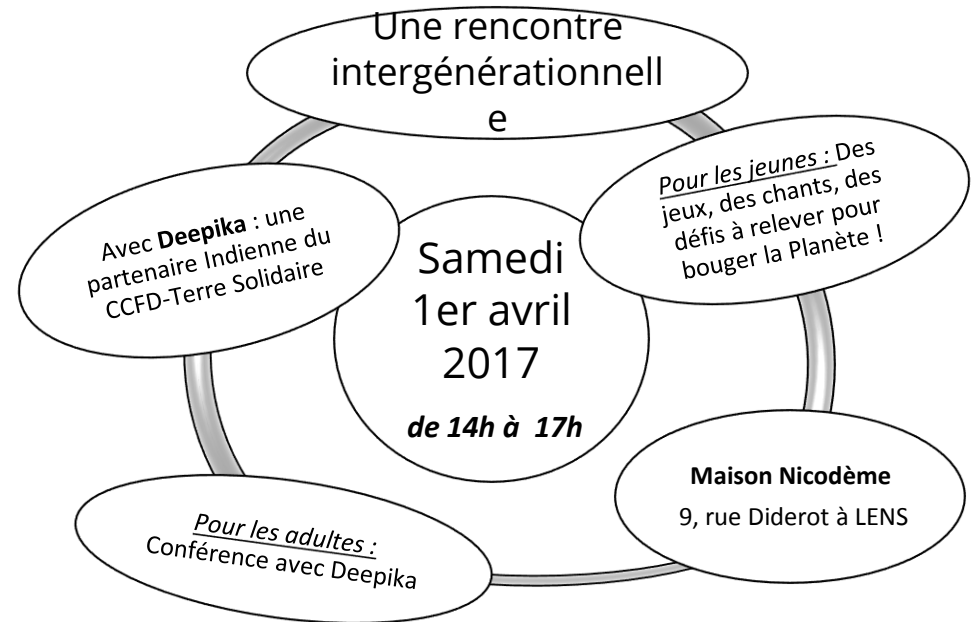 Une rencontre
intergénérationnell
e
Pour les jeunes : Des
jeux, des chants, des
défis à relever pour
bouger la Planète !
Avec Deepika : une
partenaire Indienne du
CCFD-Terre Solidaire
Samedi
1er avril
2017
de 14h à 17h
Maison Nicodème
9, rue Diderot à LENS
Pour les adultes :
Conférence avec Deepika